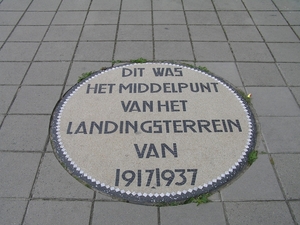 DIT WAS
HET MIDDELPUNT
VAN HET
LANDINGSTERREIN
VAN
1917/1937